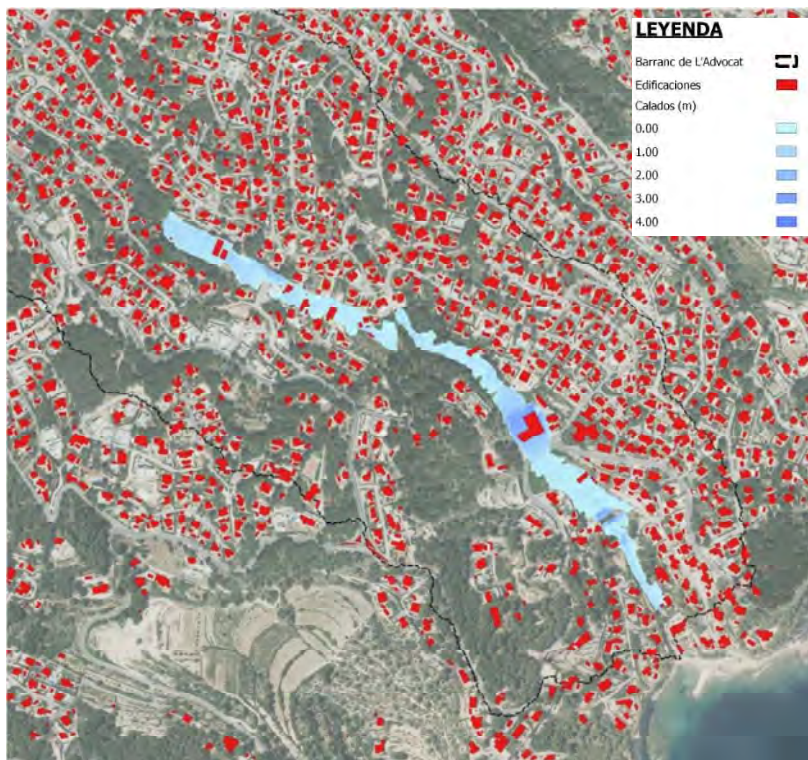 LEYENDA
Barranc de L'Advocat
Edificaciones
Calados (m)
0.00
1.00
2.00
3.00
4.00